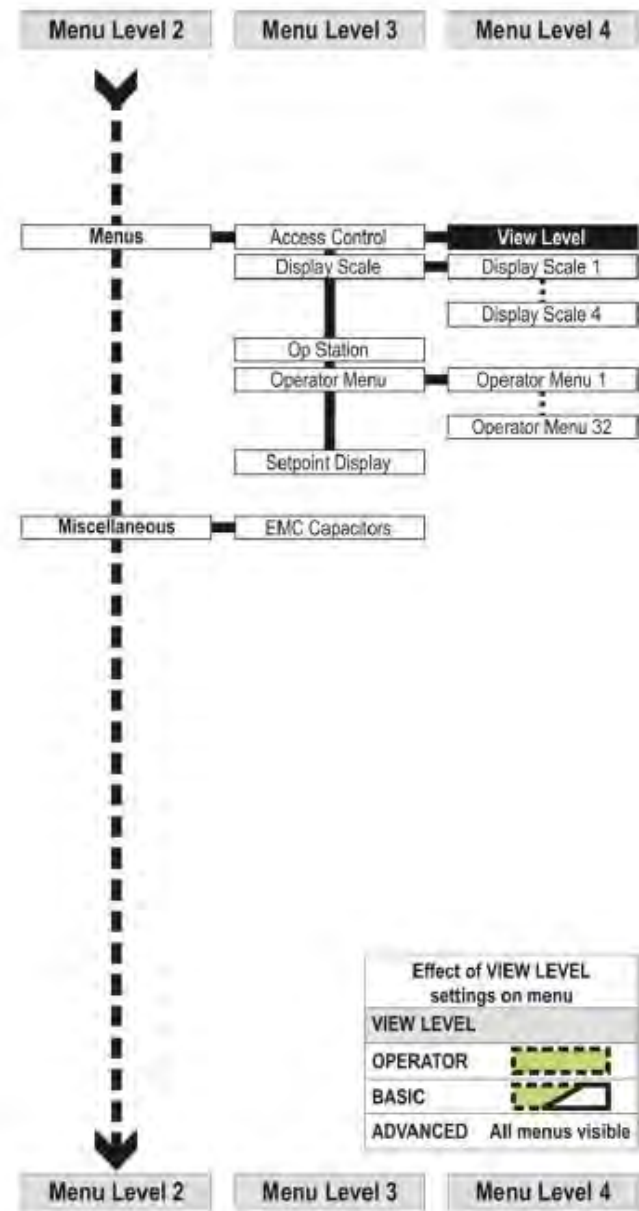 Menu Level 2 Menu Level 3 Menu Level 4
Menus Access Control View Level
Display Scale Display Scale 1
Display Scale 4
Op Station
Operator Menu Operator Menu 1
Operator Menu 32
Setpoint Display
Miscellaneous EMC Capacitors
Effect of VIEW LEVEL
settings on menu
VIEW LEVEL
OPERATOR
BASIC
ADVANCED All menus visible
Menu Level 2 Menu Level 3 Menu Level 4